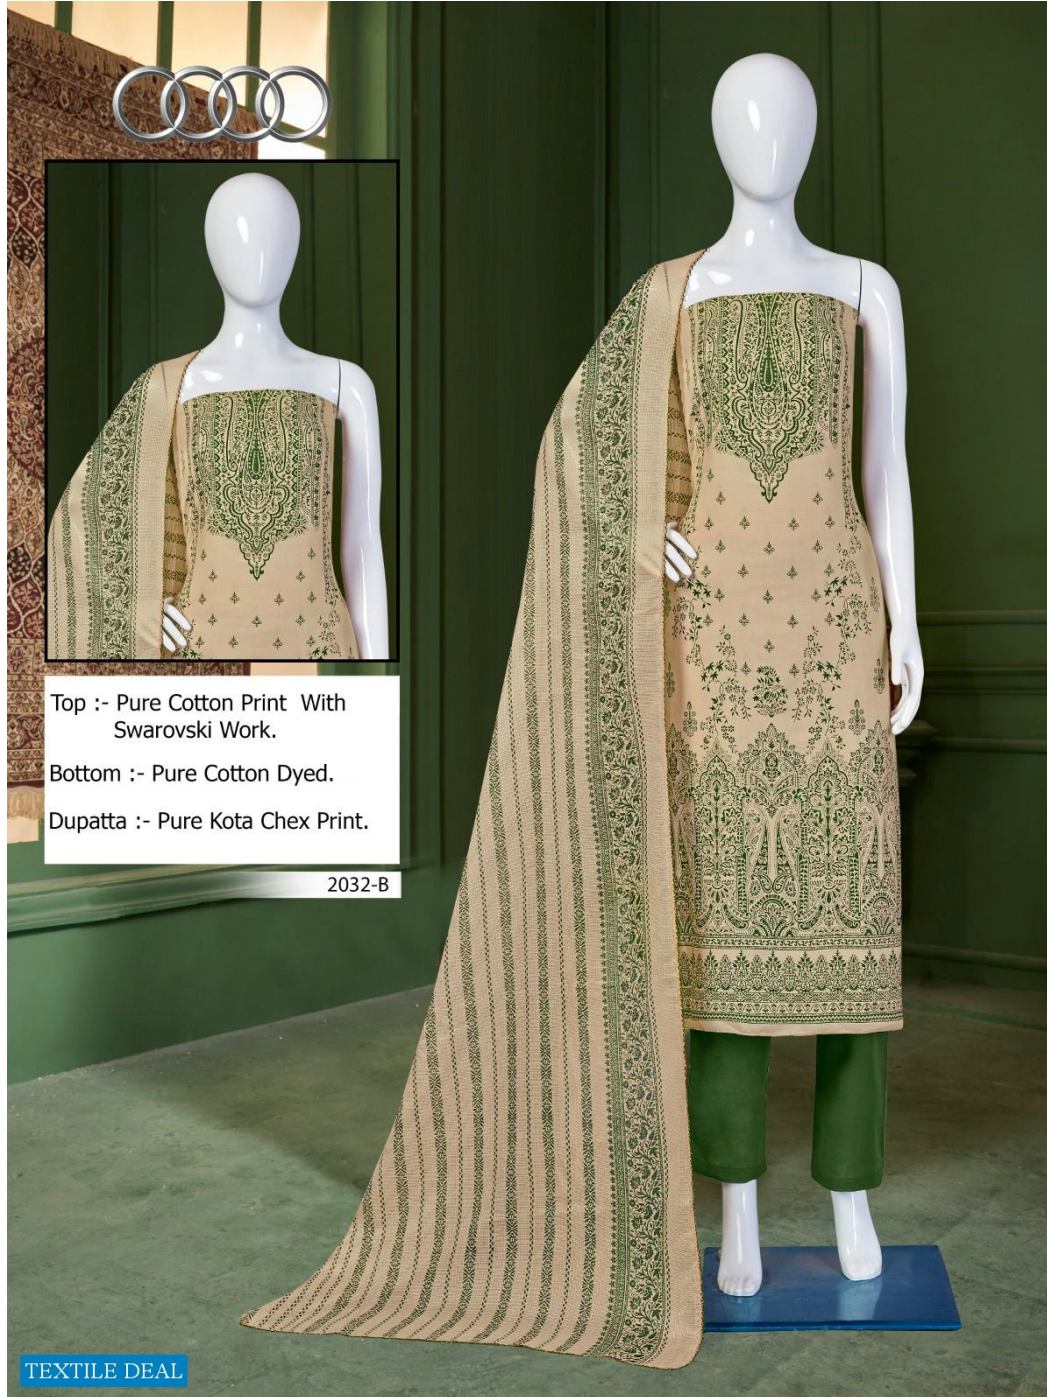 Top :- Pure Cotton Print With
Swarovski Work.
Bottom :- Pure Cotton Dyed.
Dupatta :- Pure Kota Chex Print.
2032-B
TEXTILE DEAL